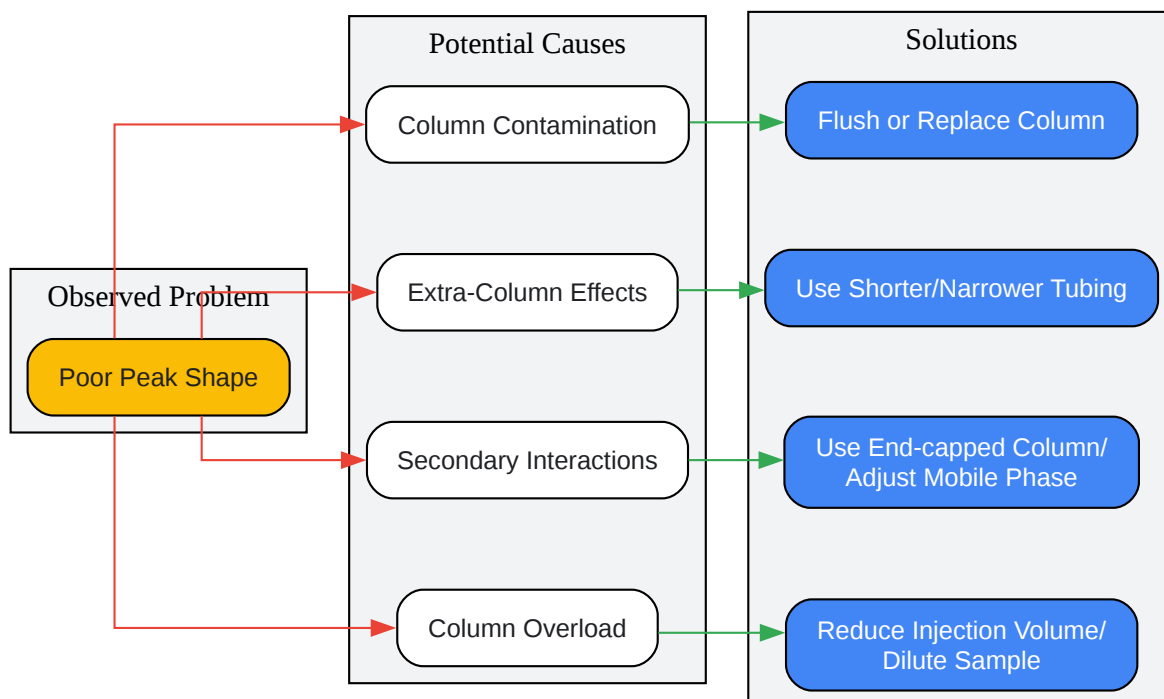 Potential Causes
Solutions
Column Contamination
Flush or Replace Column
Observed Problem
Extra-Column Effects
Use Shorter/Narrower Tubing
Poor Peak Shape
Secondary Interactions
Use End-capped Column/
Adjust Mobile Phase
Column Overload
Reduce Injection Volume/
Dilute Sample